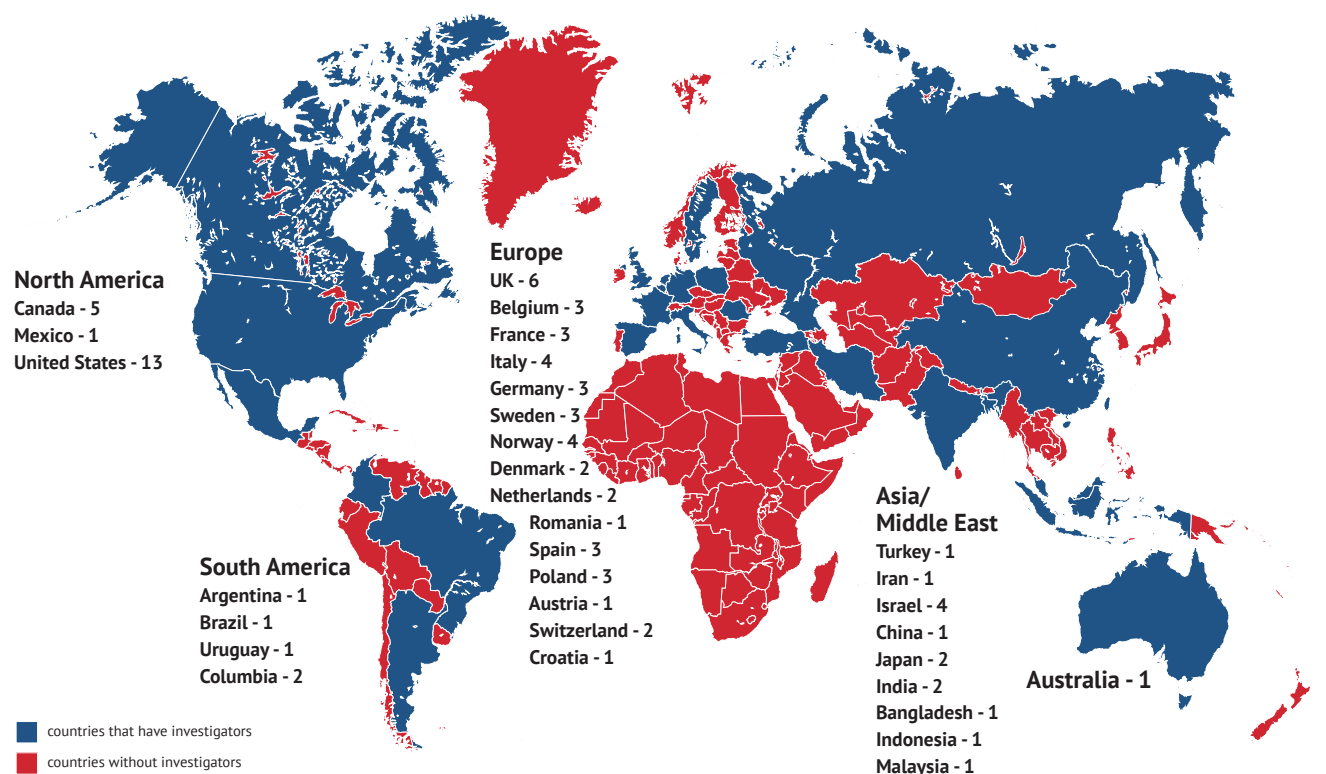 North America
Canada - 5
Mexico - 1
United States - 13
South America
Argentina - 1
Brazil - 1
Uruguay - 1
Columbia - 2
Europe
UK - 6
Belgium - 3
France - 3
Italy - 4
Germany - 3
Sweden - 3
Norway - 4
Denmark - 2
Netherlands - 2
Romania - 1
Spain - 3
Poland - 3
Austria - 1
Switzerland - 2
Croatia - 1
Asia/
Middle East
Turkey - 1
Iran - 1
Israel - 4
China - 1
Japan - 2
India - 2
Bangladesh - 1
Indonesia - 1
Malaysia - 1
Australia - 1
countries that have investigators
countries without investigators